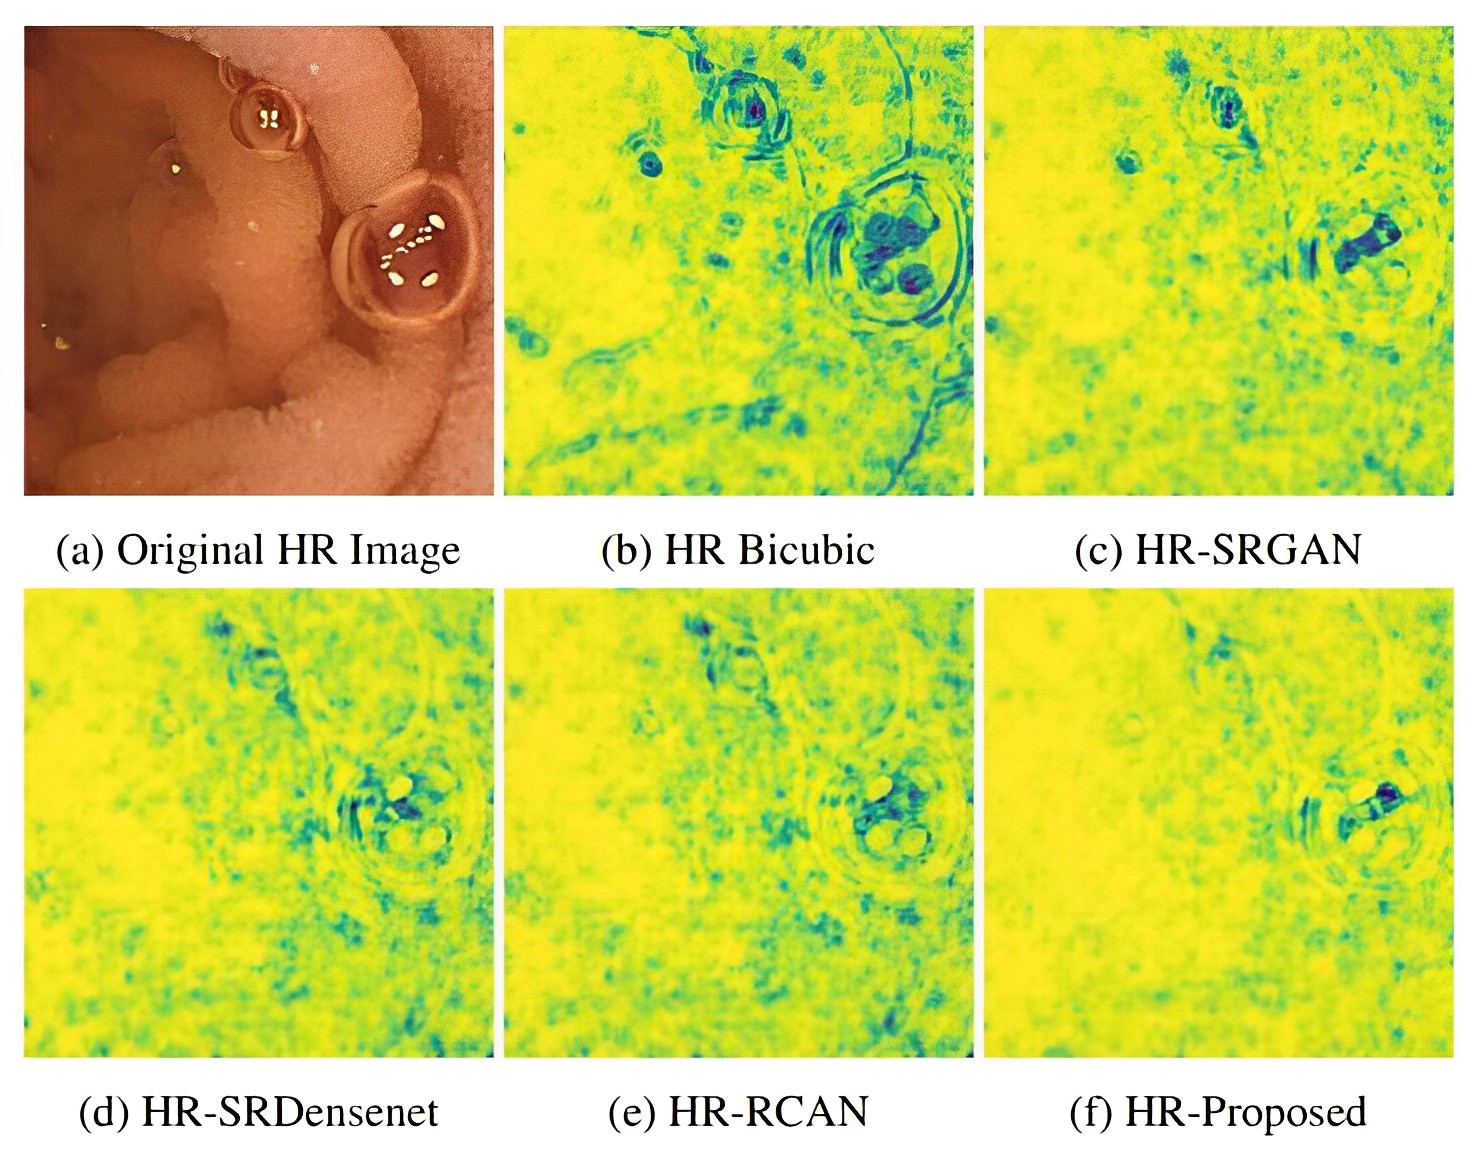 (a) Original HR Image
(b) HR Bicubic
(c) HR-SRGAN
(d) HR-SRDensenet
(e) HR-RCAN
(f) HR-Proposed